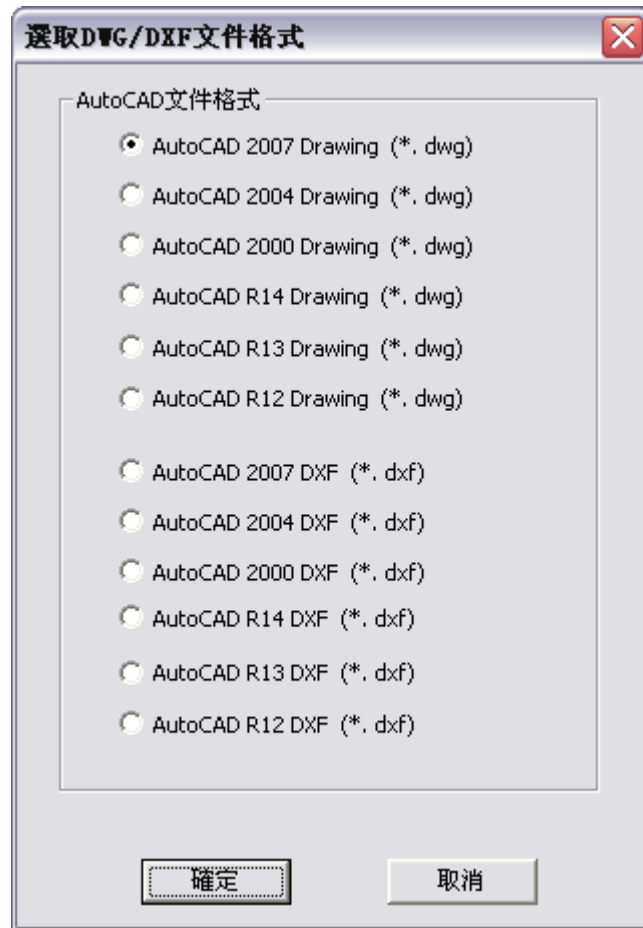 選取DWG/DXF文件格式
AutoCAD文件格式
AutoCAD 2007 Drawing (*. dwg)
AutoCAD 2004 Drawing (*. dwg)
AutoCAD 2000 Drawing (*. dwg)
AutoCAD R14 Drawing (*. dwg)
AutoCAD R13 Drawing (*. dwg)
AutoCAD R12 Drawing (*. dwg)
AutoCAD 2007 DXF (*. dxf)
AutoCAD 2004 DXF (*. dxf)
AutoCAD 2000 DXF (*. dxf)
AutoCAD R14 DXF (*. dxf)
AutoCAD R13 DXF (*. dxf)
AutoCAD R12 DXF (*. dxf)
確定 取消